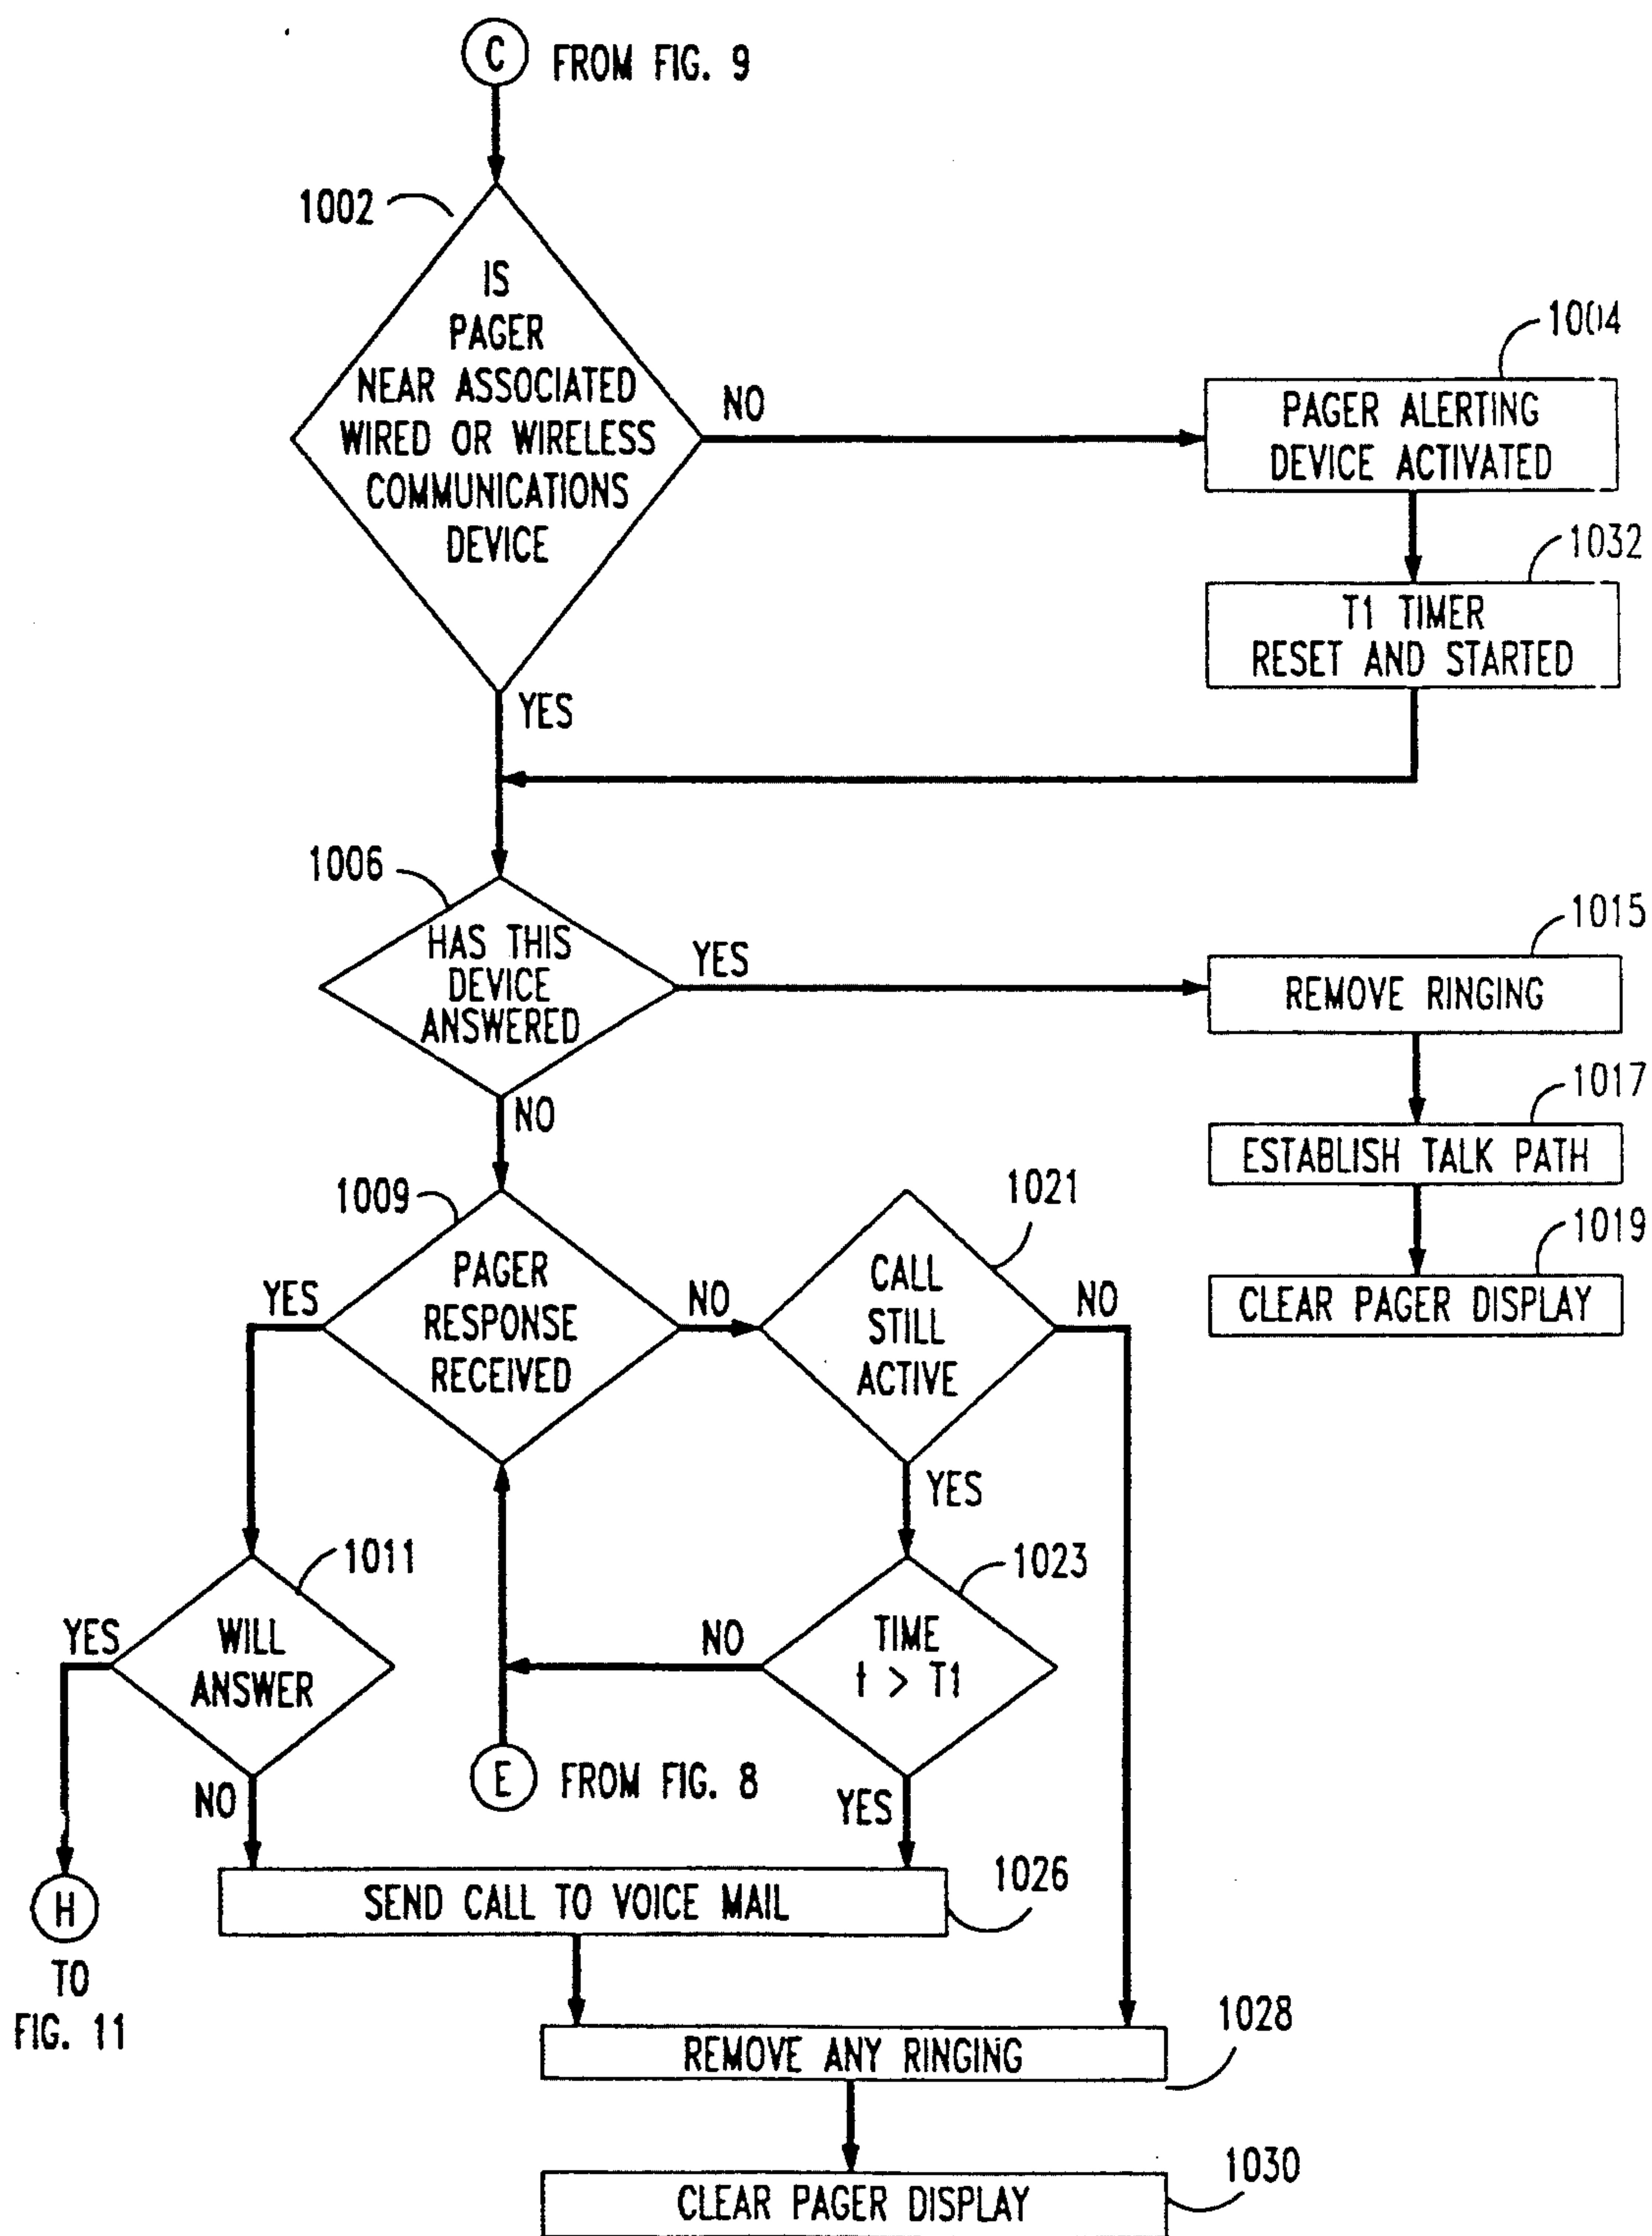 C FROM FIG. 9
1002
IS
PAGER
NEAR ASSOCIATED
WIRED OR WIRELESS
COMMUNICATIONS
DEVICE
NO
1004
PAGER ALERTING
DEVICE ACTIVATED
1032
T1 TIMER
RESET AND STARTED
YES
1006
HAS THIS
DEVICE
ANSWERED
YES
1015
REMOVE RINGING
1017
ESTABLISH TALK PATH
1019
CLEAR PAGER DISPLAY
NO
1009
PAGER
RESPONSE
RECEIVED
YES
NO
1021
CALL
STILL
ACTIVE
NO
YES
1011
WILL
ANSWER
YES
NO
1023
TIME
t > T1
NO
YES
E FROM FIG. 8
H
TO
FIG. 11
SEND CALL TO VOICE MAIL
1026
REMOVE ANY RINGING
1028
CLEAR PAGER DISPLAY
1030